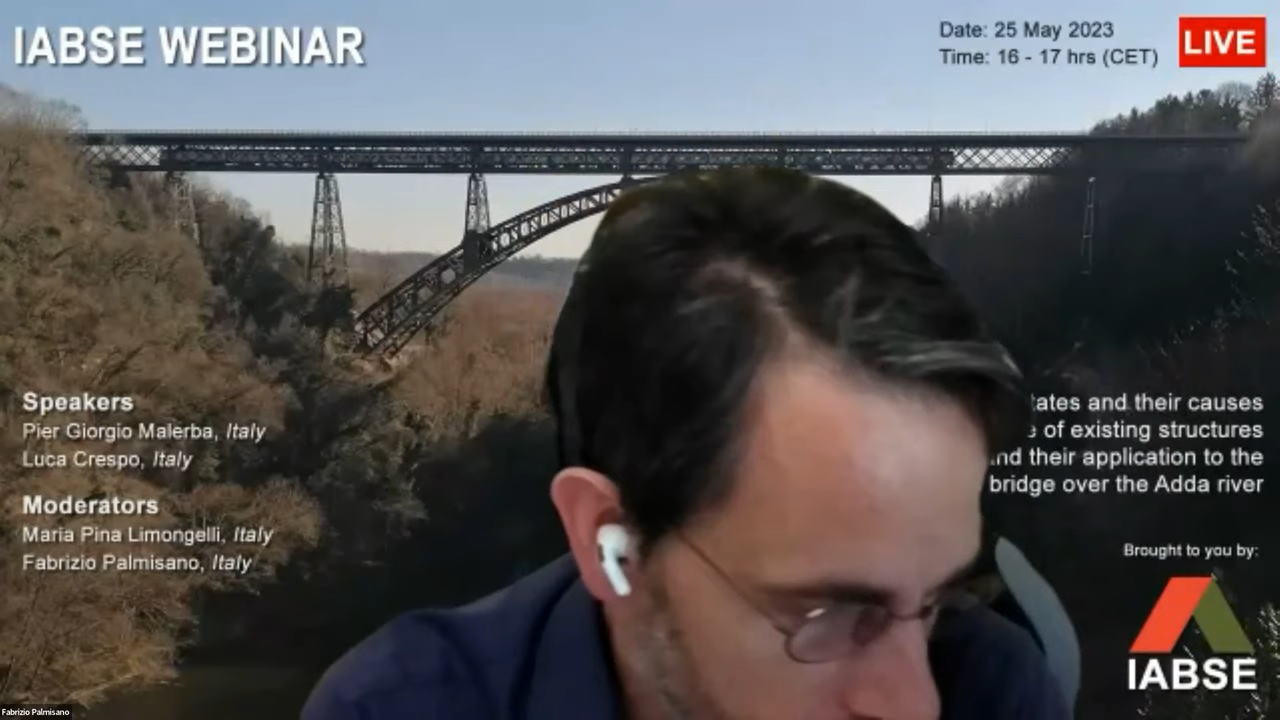 IABSE WEBINAR
Date: 25 May 2023
Time: 16 - 17 hrs (CET)
LIVE
Speakers
Pier Giorgio Malerba, Italy
Luca Crespo, Italy
Moderators
Maria Pina Limongelli, Italy
Fabrizio Palmisano, Italy
and their causes
of existing structures
their application to the
bridge over the Adda river
Brought to you by:
IABSE
Fabrizio Palmisano